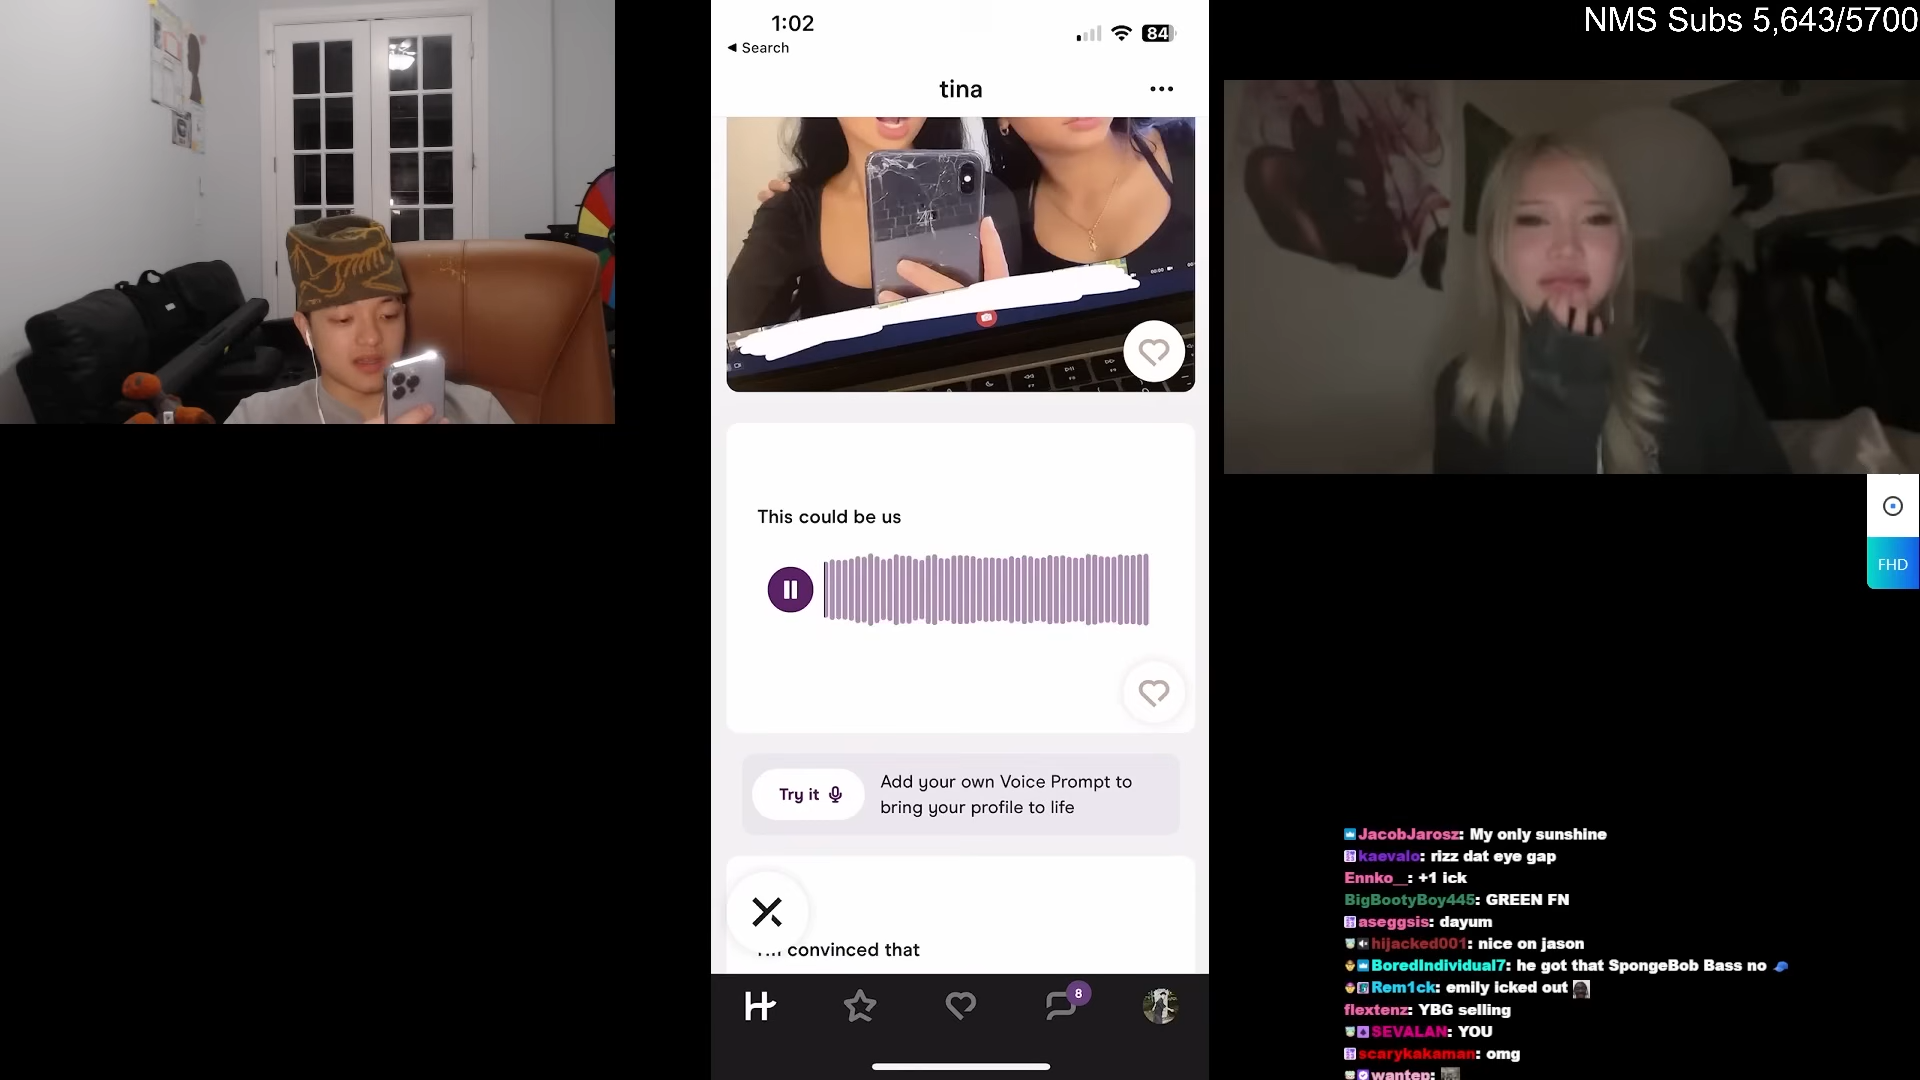 NMS Subs 5,643/5700
1:02
84
Search
tina
This could be us
Try it
Add your own Voice Prompt to
bring your profile to life
convinced that
8
FHD
JacobJarosz: My only sunshine
kaevalo: rizz dat eye gap
Ennko__: +1 ick
BigBootyBoy445: GREEN FN
aseggsis: dayum
hijacked001: nice on jason
BoredIndividual7: he got that SpongeBob Bass no
Rem1ck: emily icked out
flextenz: YBG selling
SEVALAN: YOU
scarykakaman: omg
wantep: